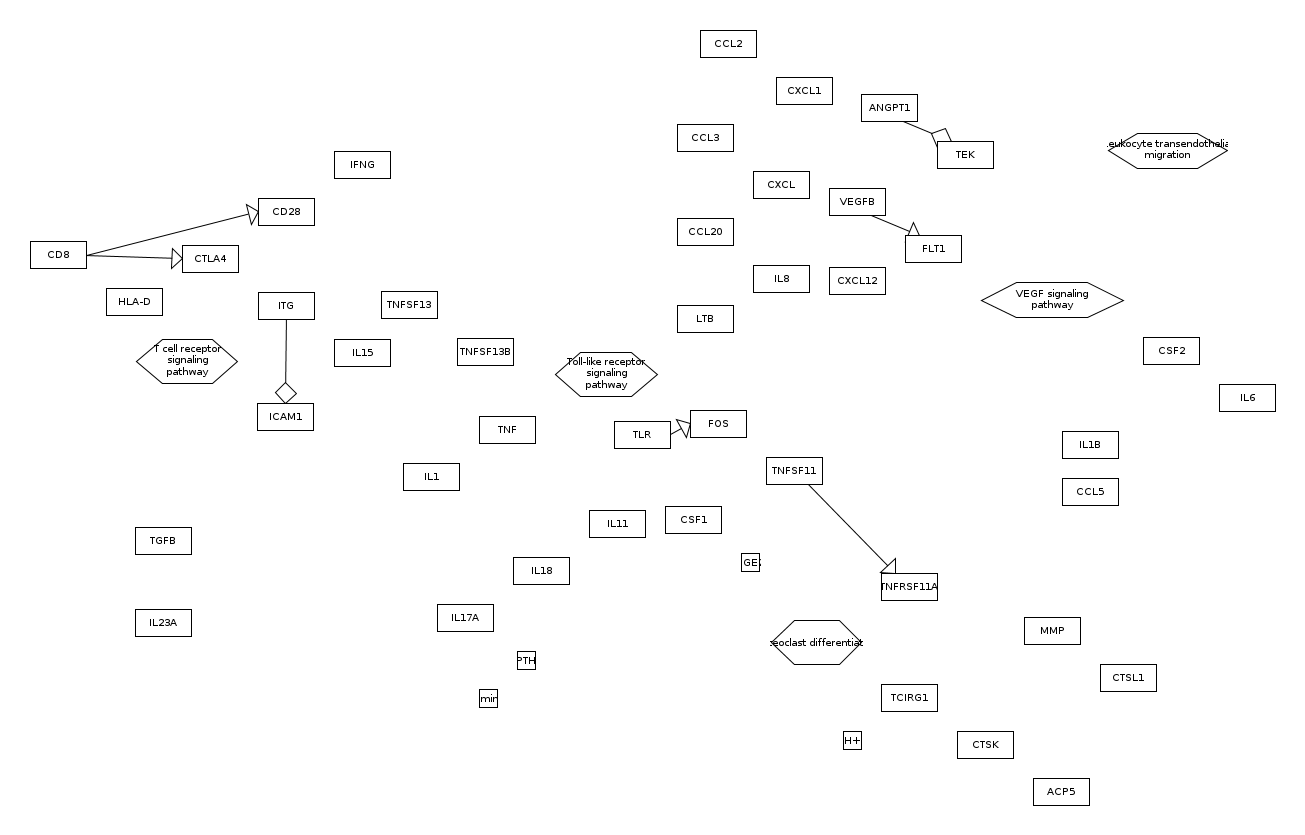 CCL2
CXCL1
ANGPT1
CCL3
TEK
leukocyte transendothelia
migration
IFNG
CXCL
VEGFB
CD28
CCL20
FLT1
CD8
CTLA4
IL8
CXCL12
HLA-D
ITG
TNFSF13
VEGF signaling
pathway
LTB
T cell receptor
signaling
pathway
IL15
TNFSF13B
Toll-like receptor
signaling
pathway
CSF2
IL6
ICAM1
TNF
TLR
FOS
IL1B
IL1
TNFSF11
CCL5
TGFB
IL11
CSF1
IL18
GE
TNFRSF11A
IL23A
IL17A
eoclast differentiat
MMP
PTH
CTSL1
mir
TCIRG1
H+
CTSK
ACP5